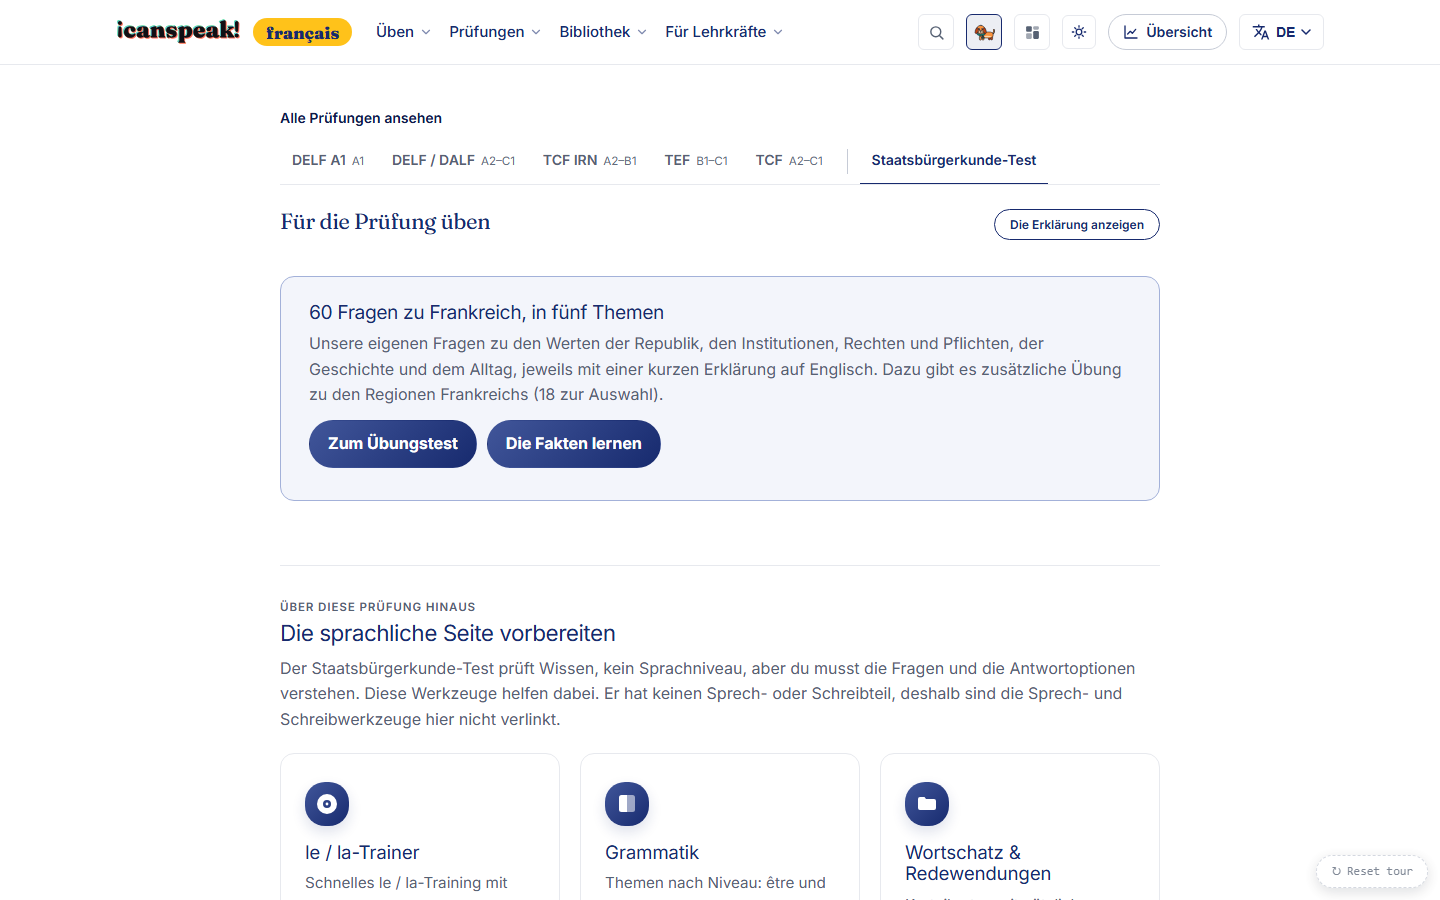 icanspeak! français Üben Prüfungen Bibliothek Für Lehrkräfte Übersicht DE
Alle Prüfungen ansehen
DELF A1 A1 DELF / DALF A2–C1 TCF IRN A2–B1 TEF B1–C1 TCF A2–C1 Staatsbürgerkunde-Test
Für die Prüfung üben
Die Erklärung anzeigen
60 Fragen zu Frankreich, in fünf Themen
Unsere eigenen Fragen zu den Werten der Republik, den Institutionen, Rechten und Pflichten, der
Geschichte und dem Alltag, jeweils mit einer kurzen Erklärung auf Englisch. Dazu gibt es zusätzliche Übung
zu den Regionen Frankreichs (18 zur Auswahl).
Zum Übungstest Die Fakten lernen
ÜBER DIESE PRÜFUNG HINAUS
Die sprachliche Seite vorbereiten
Der Staatsbürgerkunde-Test prüft Wissen, kein Sprachniveau, aber du musst die Fragen und die Antwortoptionen
verstehen. Diese Werkzeuge helfen dabei. Er hat keinen Sprech- oder Schreibteil, deshalb sind die Sprech- und
Schreibwerkzeuge hier nicht verlinkt.
le / la-Trainer
Schnelles le / la-Training mit
Grammatik
Themen nach Niveau: être und
Wortschatz &
Redewendungen
↻ Reset tour